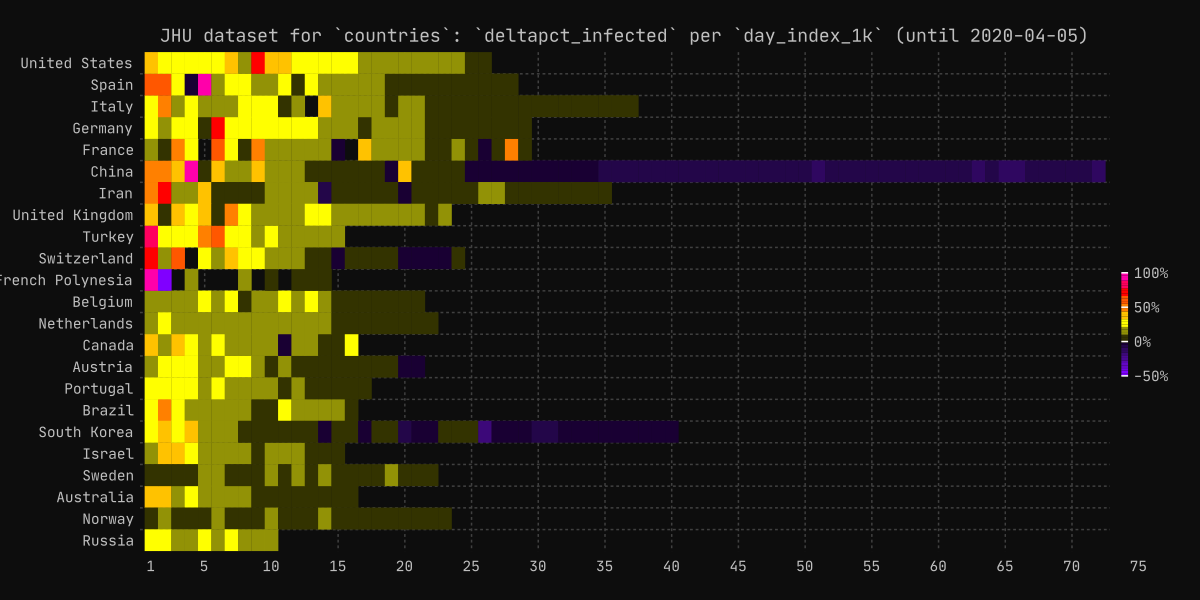 JHU dataset for `countries`: `deltapct_infected` per `day_index_1k` (until 2020-04-05)
United States
Spain
Italy
Germany
France
China
Iran
United Kingdom
Turkey
Switzerland
French Polynesia
Belgium
Netherlands
Canada
Austria
Portugal
Brazil
South Korea
Israel
Sweden
Australia
Norway
Russia
1 5 10 15 20 25 30 35 40 45 50 55 60 65 70 75
100%
50%
0%
-50%